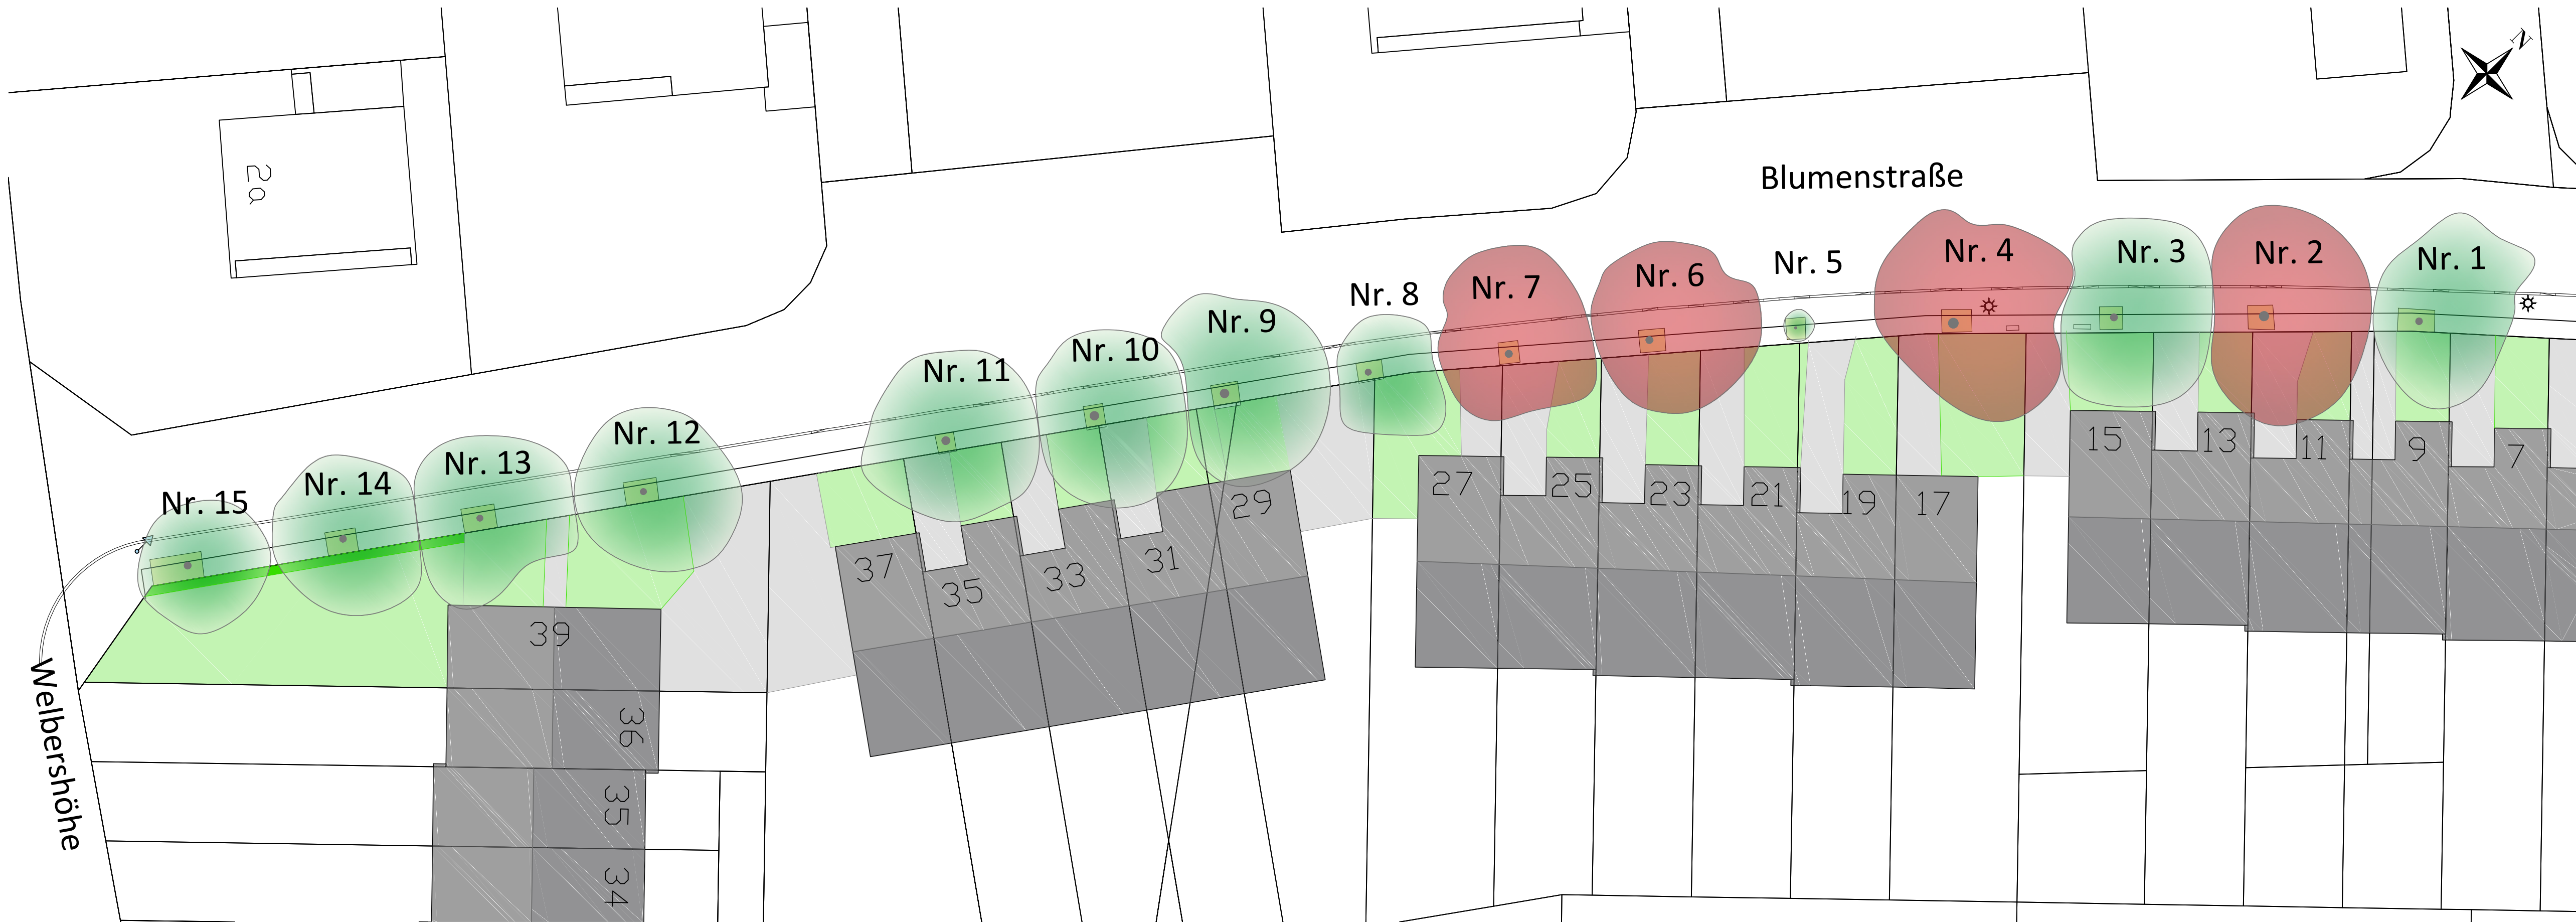 N
2a
Blumenstraße
Nr. 15
Nr. 14
Nr. 13
Nr. 12
Nr. 11
Nr. 10
Nr. 9
Nr. 8
Nr. 7
Nr. 6
Nr. 5
Nr. 4
Nr. 3
Nr. 2
Nr. 1
39
37
35
33
31
29
27
25
23
21
19
17
15
13
11
9
7
36
35
34
Welbershöhe